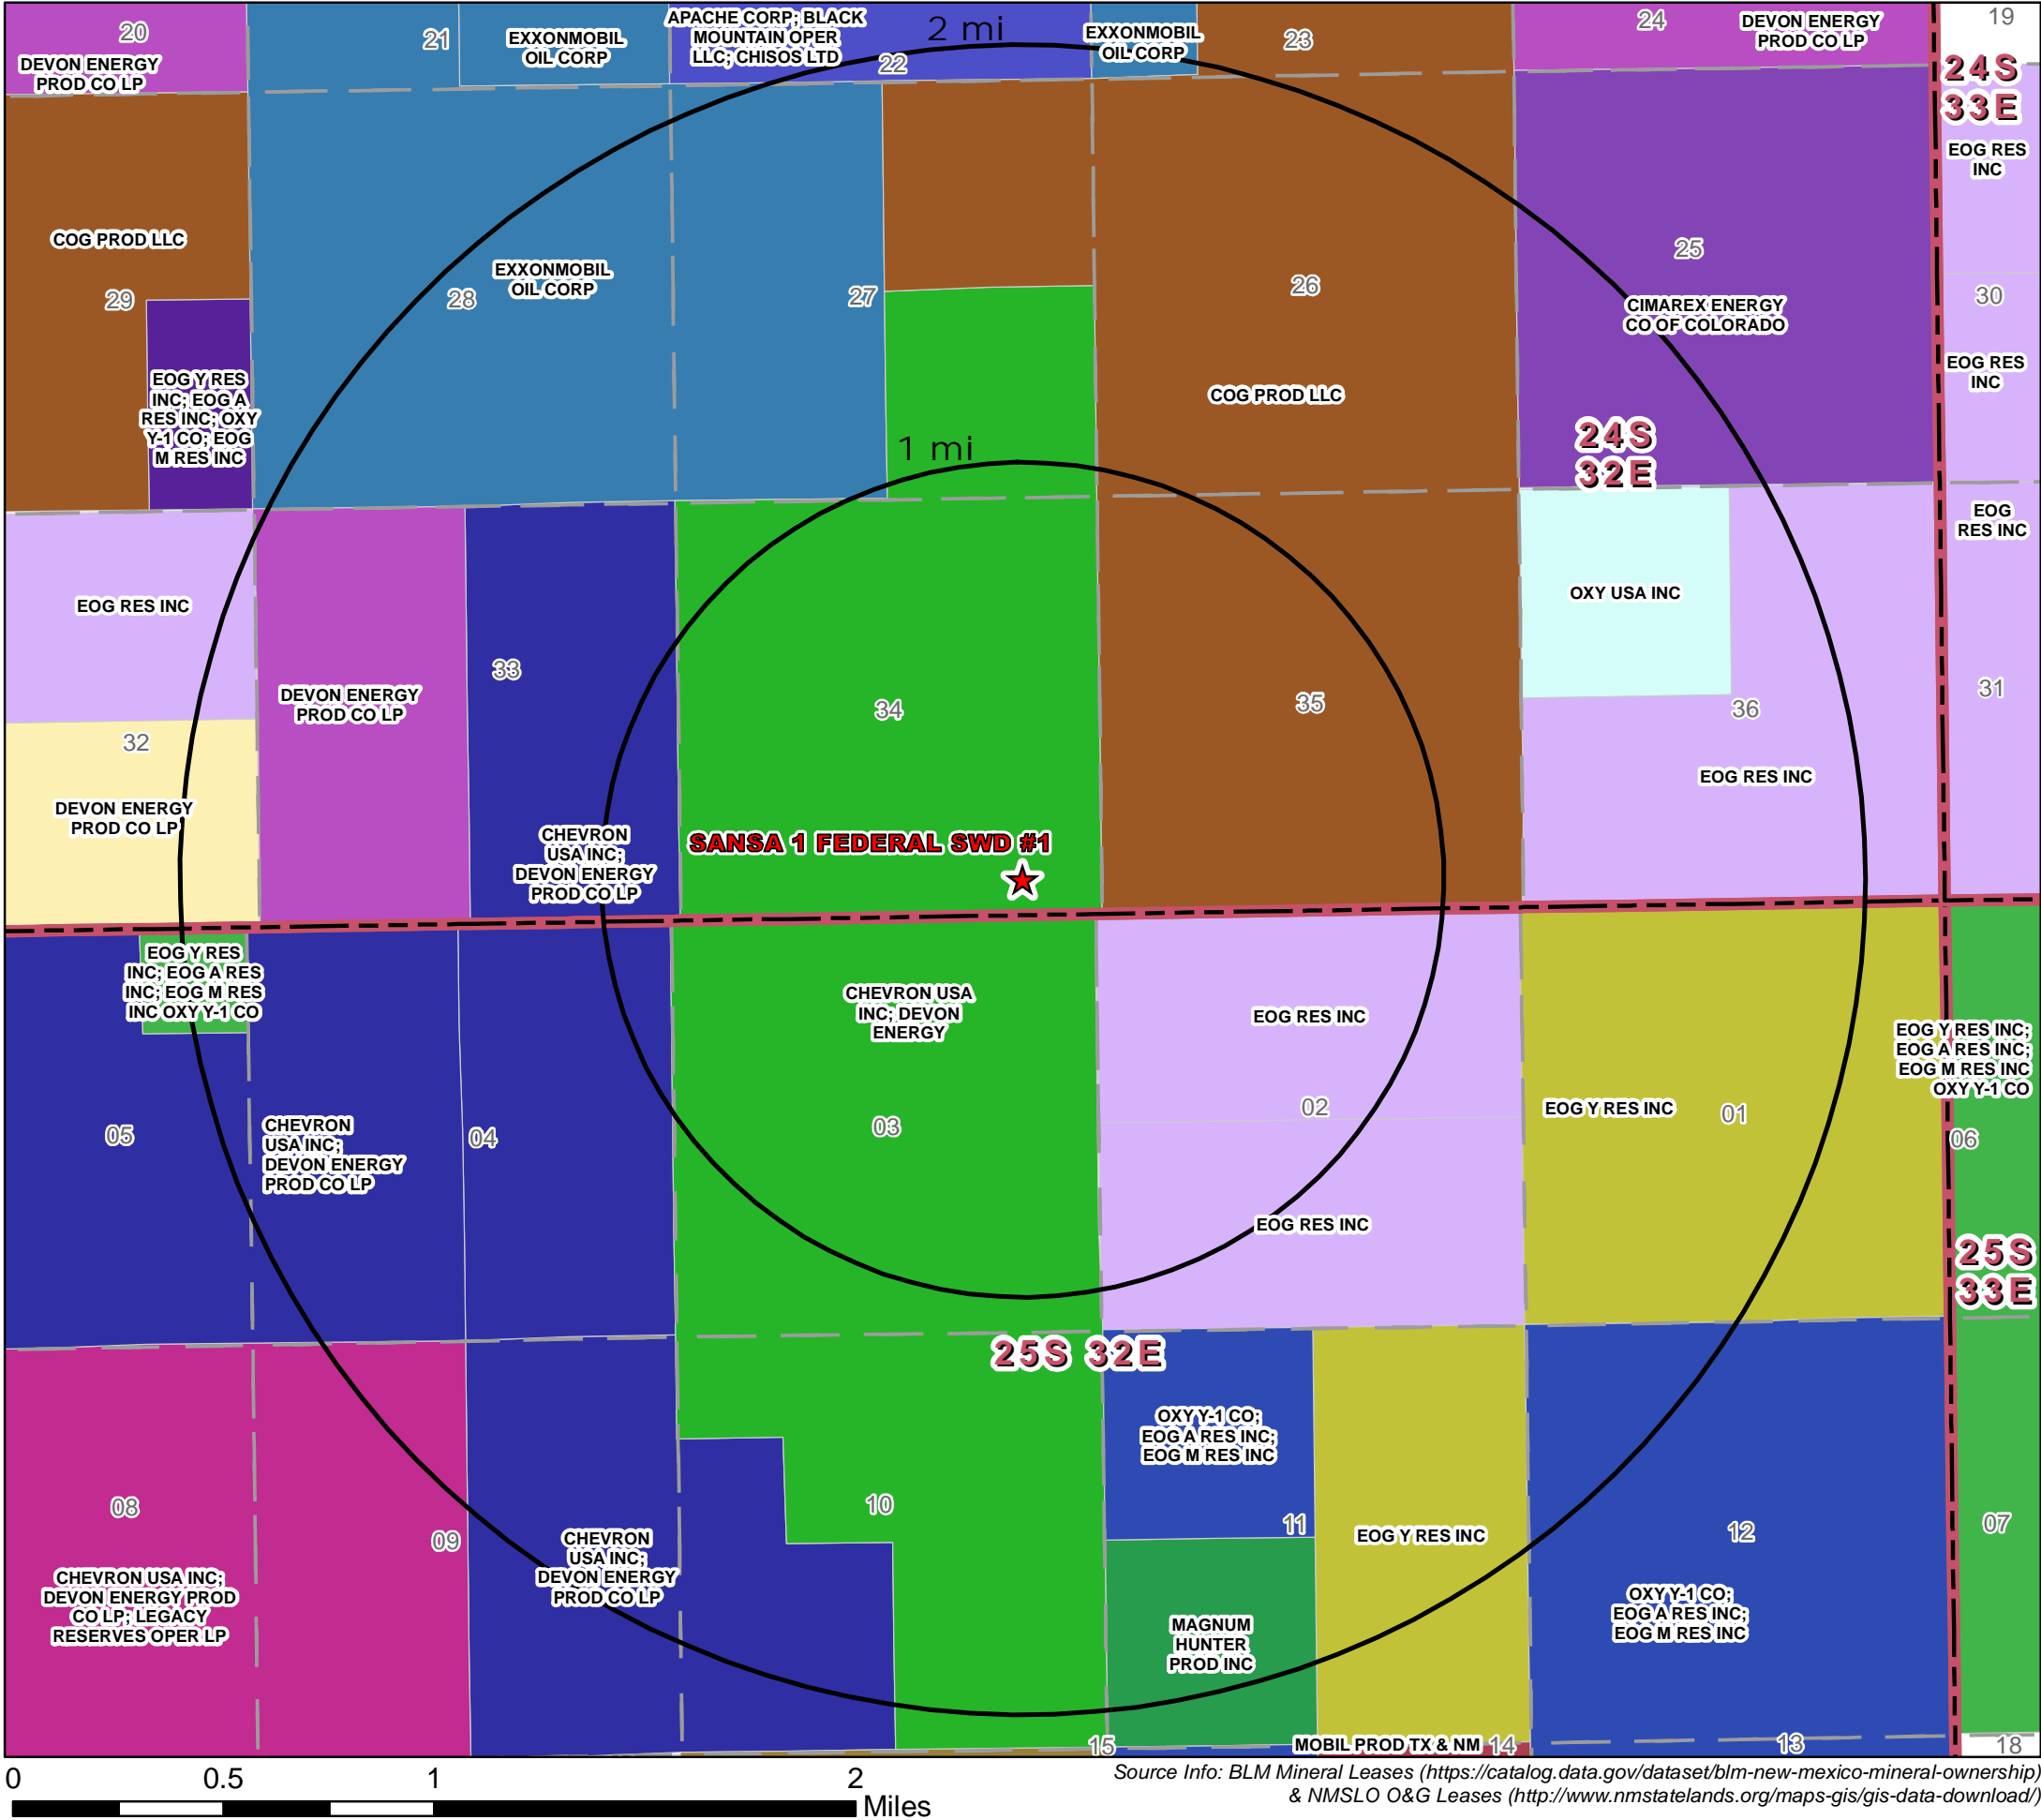 20
DEVON ENERGY
PROD CO LP
21
EXXONMOBIL
OIL CORP
APACHE CORP; BLACK
MOUNTAIN OPER
LLC; CHISOS LTD
22
2 mi
EXXONMOBIL
OIL CORP
23
24
DEVON ENERGY
PROD CO LP
19
24S
33E
EOG RES
INC
COG PROD LLC
29
28
EXXONMOBIL
OIL CORP
27
26
25
CIMAREX ENERGY
CO OF COLORADO
30
EOG RES
INC
EOG Y RES
INC; EOG A
RES INC; OXY
Y-1 CO; EOG
M RES INC
COG PROD LLC
1 mi
24S
32E
EOG
RES INC
EOG RES INC
OXY USA INC
33
DEVON ENERGY
PROD CO LP
34
35
36
31
32
EOG RES INC
DEVON ENERGY
PROD CO LP
CHEVRON
USA INC;
DEVON ENERGY
PROD CO LP
SANSA 1 FEDERAL SWD #1
EOG Y RES
INC; EOG A RES
INC; EOG M RES
INC OXY Y-1 CO
CHEVRON USA
INC; DEVON
ENERGY
EOG RES INC
EOG Y RES INC;
EOG A RES INC;
EOG M RES INC
OXY Y-1 CO
05
CHEVRON
USA INC;
DEVON ENERGY
PROD CO LP
04
03
02
EOG Y RES INC
01
06
EOG RES INC
25S
33E
25S 32E
OXY Y-1 CO;
EOG A RES INC;
EOG M RES INC
08
09
10
11
EOG Y RES INC
12
07
CHEVRON USA INC;
DEVON ENERGY PROD
CO LP; LEGACY
RESERVES OPER LP
CHEVRON
USA INC;
DEVON ENERGY
PROD CO LP
MAGNUM
HUNTER
PROD INC
OXY Y-1 CO;
EOG A RES INC;
EOG M RES INC
15
MOBIL PROD TX & NM
14
13
18
0 0.5 1 2
Miles
Source Info: BLM Mineral Leases (https://catalog.data.gov/dataset/blm-new-mexico-mineral-ownership)
& NMSLO O&G Leases (http://www.nmstatelands.org/maps-gis/gis-data-download/)